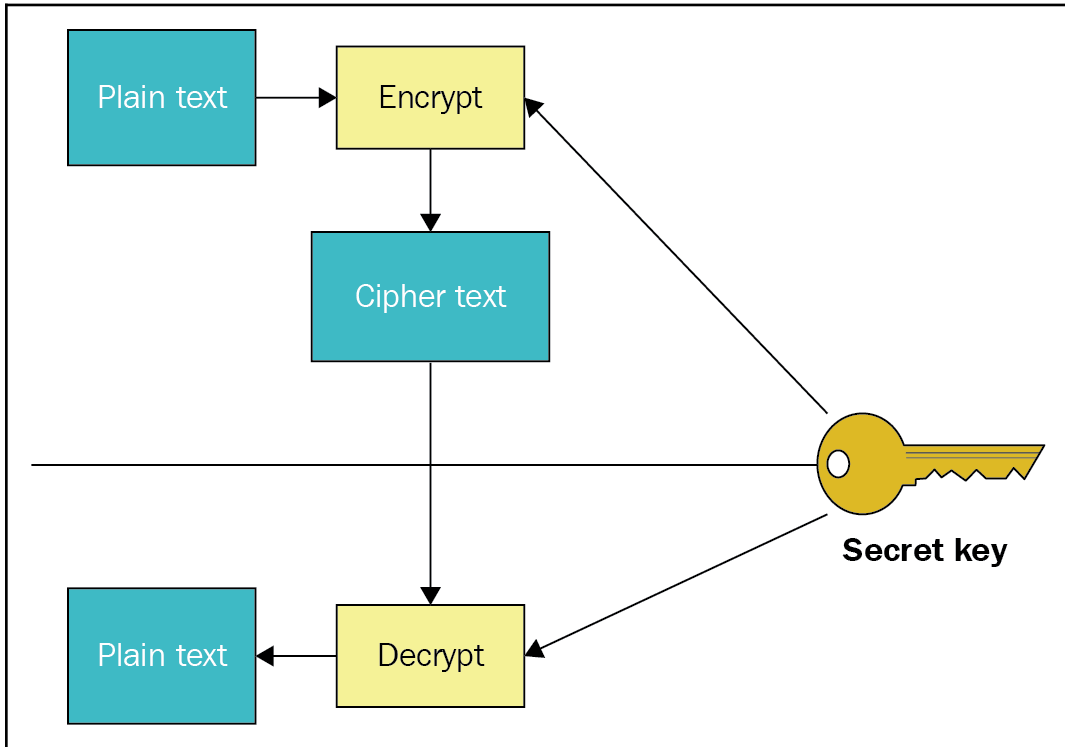 Plain text
Encrypt
Cipher text
Secret key
Plain text
Decrypt